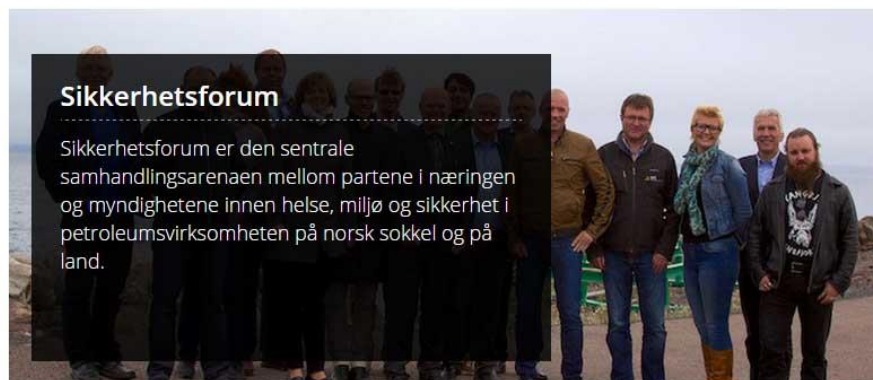 Sikkerhetsforum
Sikkerhetsforum er den sentrale
samhandlingsarenaen mellom partene i næringen
og myndighetene innen helse, miljø og sikkerhet i
petroleumsvirksomheten på norsk sokkel og på
land.